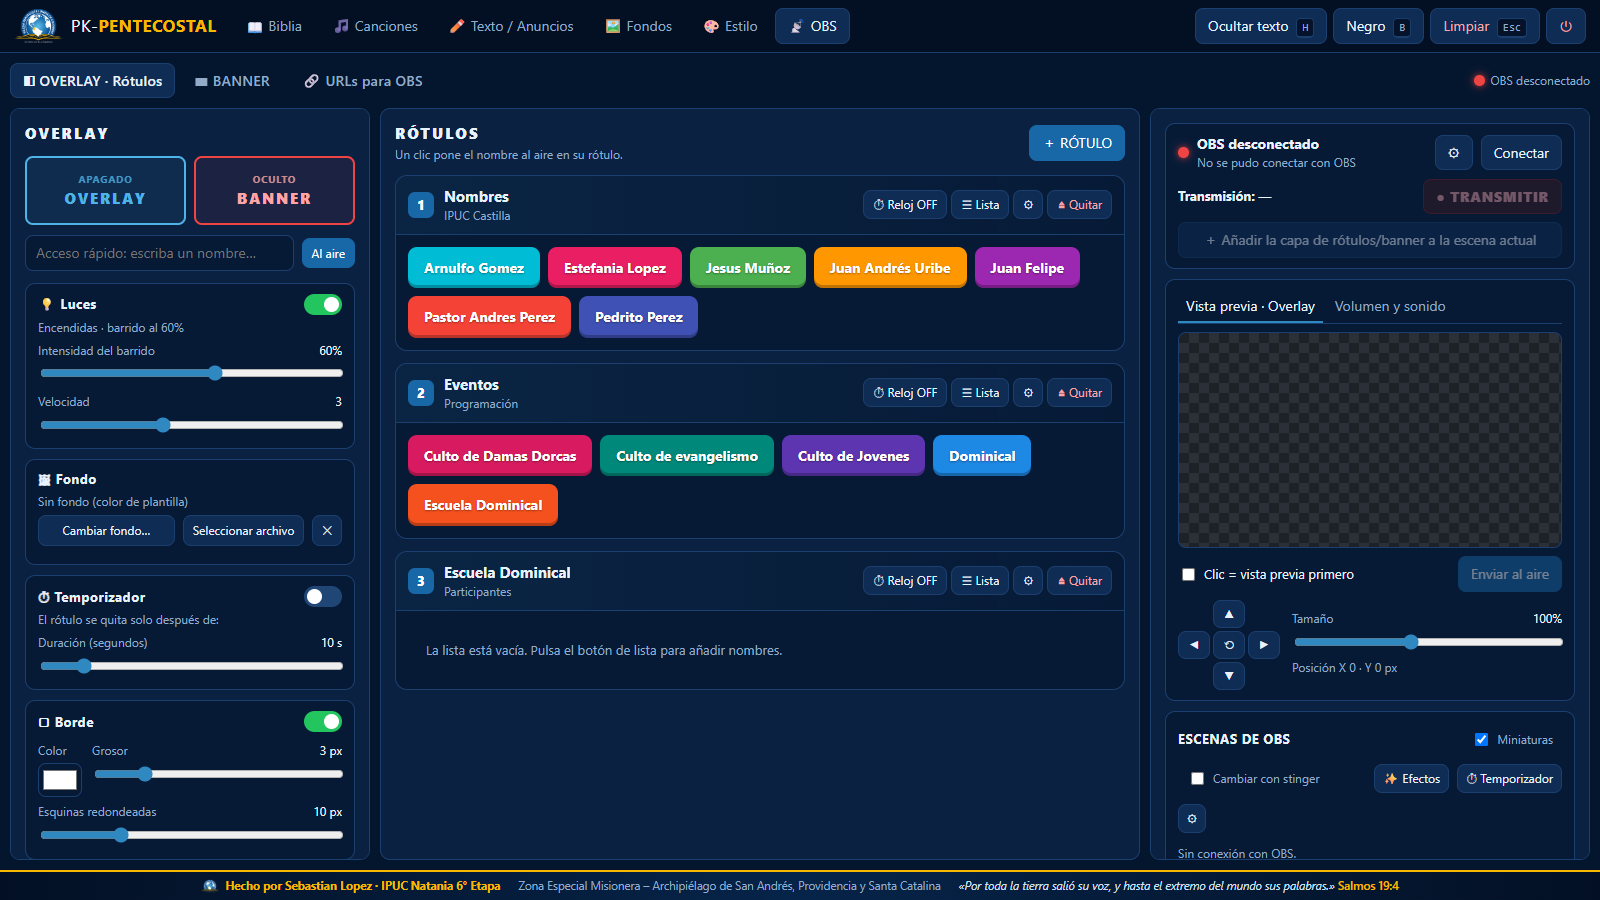 PK-PENTECOSTAL
Biblia
Canciones
Texto / Anuncios
Fondos
Estilo
OBS
Ocultar texto H
Negro B
Limpiar Esc
OVERLAY · Rótulos
BANNER
URLs para OBS
OBS desconectado
OVERLAY
APAGADO
OVERLAY
OCULTO
BANNER
Acceso rápido: escriba un nombre...
Al aire
Luces
Encendidas · barrido al 60%
Intensidad del barrido 60%
Velocidad 3
Fondo
Sin fondo (color de plantilla)
Cambiar fondo...
Seleccionar archivo
Temporizador
El rótulo se quita solo después de:
Duración (segundos) 10 s
Borde
Color Grosor 3 px
Esquinas redondeadas 10 px
RÓTULOS
Un clic pone el nombre al aire en su rótulo.
+ RÓTULO
1 Nombres
IPUC Castilla
Reloj OFF
Lista
Quitar
Arnulfo Gomez
Estefania Lopez
Jesus Muñoz
Juan Andrés Uribe
Juan Felipe
Pastor Andres Perez
Pedrito Perez
2 Eventos
Programación
Reloj OFF
Lista
Quitar
Culto de Damas Dorcas
Culto de evangelismo
Culto de Jovenes
Dominical
Escuela Dominical
3 Escuela Dominical
Participantes
Reloj OFF
Lista
Quitar
La lista está vacía. Pulsa el botón de lista para añadir nombres.
OBS desconectado
No se pudo conectar con OBS
Conectar
Transmisión: —
TRANSMITIR
+ Añadir la capa de rótulos/banner a la escena actual
Vista previa · Overlay
Volumen y sonido
Clic = vista previa primero
Enviar al aire
Tamaño 100%
Posición X 0 · Y 0 px
ESCENAS DE OBS
Miniaturas
Cambiar con stinger
Efectos
Temporizador
Sin conexión con OBS.
Hecho por Sebastian Lopez · IPUC Natania 6° Etapa
Zona Especial Misionera – Archipiélago de San Andrés, Providencia y Santa Catalina
«Por toda la tierra salió su voz, y hasta el extremo del mundo sus palabras.» Salmos 19:4